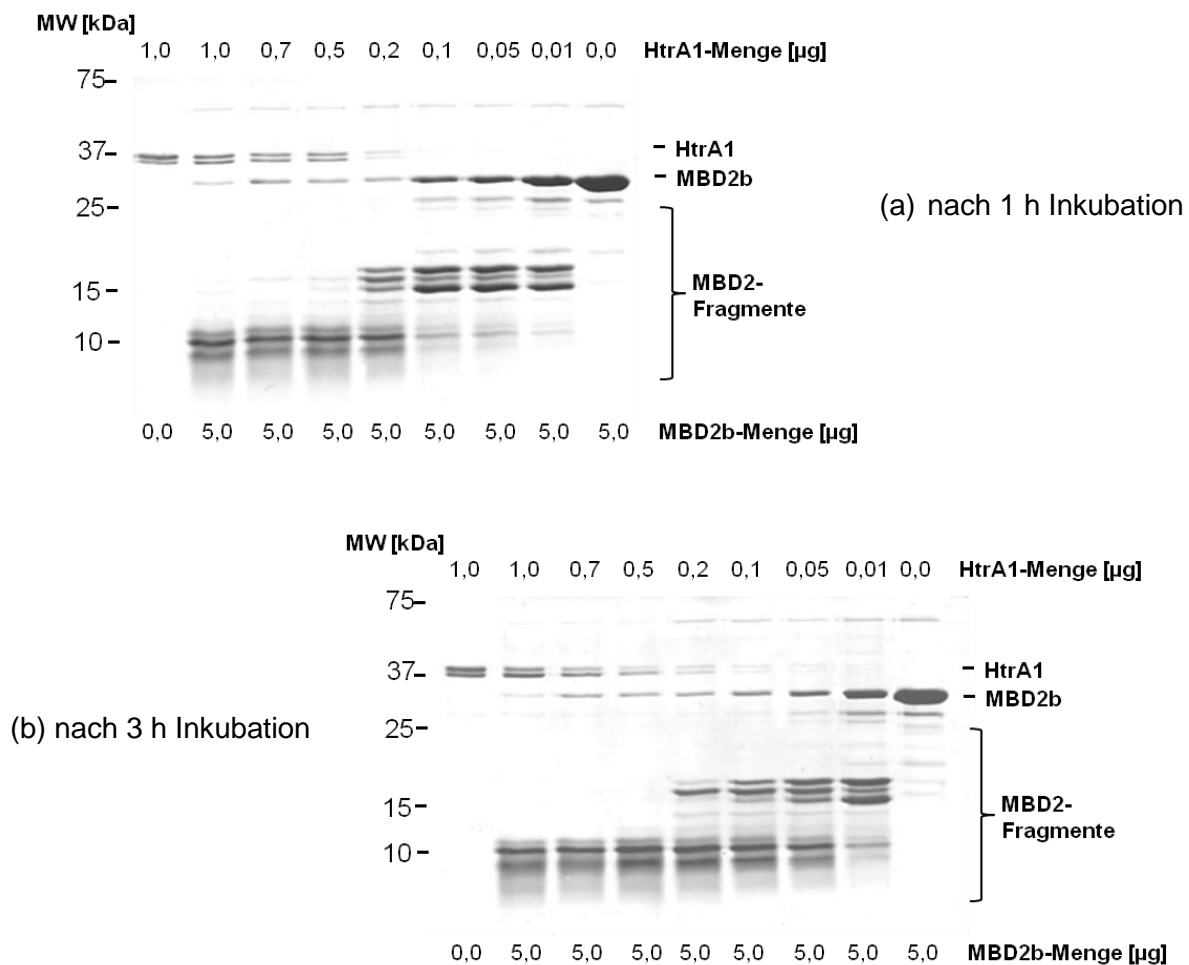 MW [kDa]
1,0 1,0 0,7 0,5 0,2 0,1 0,05 0,01 0,0 HtrA1-Menge [µg]
75–
37– – HtrA1
– MBD2b
25 –
(a) nach 1 h Inkubation
MBD2-
Fragmente
15 –
10 –
0,0 5,0 5,0 5,0 5,0 5,0 5,0 5,0 5,0 MBD2b-Menge [µg]
MW [kDa]
1,0 1,0 0,7 0,5 0,2 0,1 0,05 0,01 0,0 HtrA1-Menge [µg]
75–
37– – HtrA1
– MBD2b
(b) nach 3 h Inkubation
25 –
15 –
MBD2-
Fragmente
10 –
0,0 5,0 5,0 5,0 5,0 5,0 5,0 5,0 5,0 MBD2b-Menge [µg]